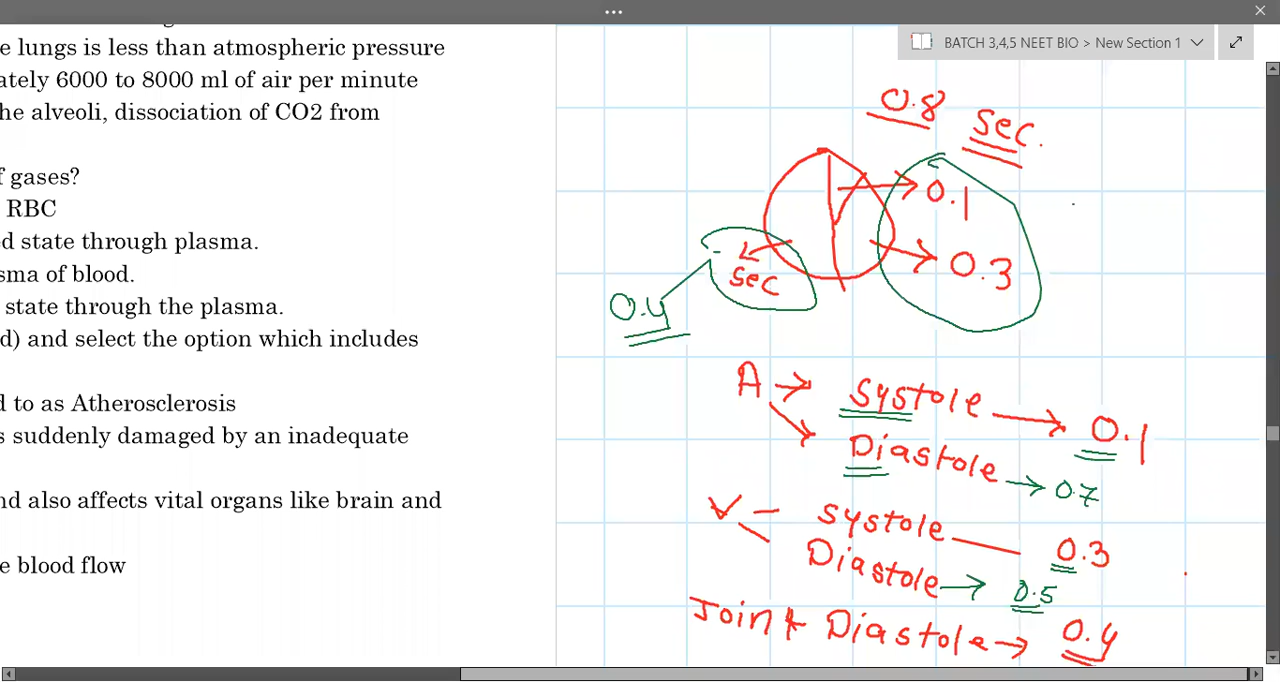 BATCH 3,4,5 NEET BIO > New Section 1
e lungs is less than atmospheric pressure
ately 6000 to 8000 ml of air per minute
he alveoli, dissociation of CO2 from
f gases?
RBC
ed state through plasma.
sma of blood.
state through the plasma.
d) and select the option which includes
d to as Atherosclerosis
s suddenly damaged by an inadequate
nd also affects vital organs like brain and
e blood flow
0.8 sec.
0.1
0.3
sec
0.4
A → Systole → 0.1
Diastole → 0.7
V - systole — 0.3
Diastole → 0.5
Joint Diastole → 0.4